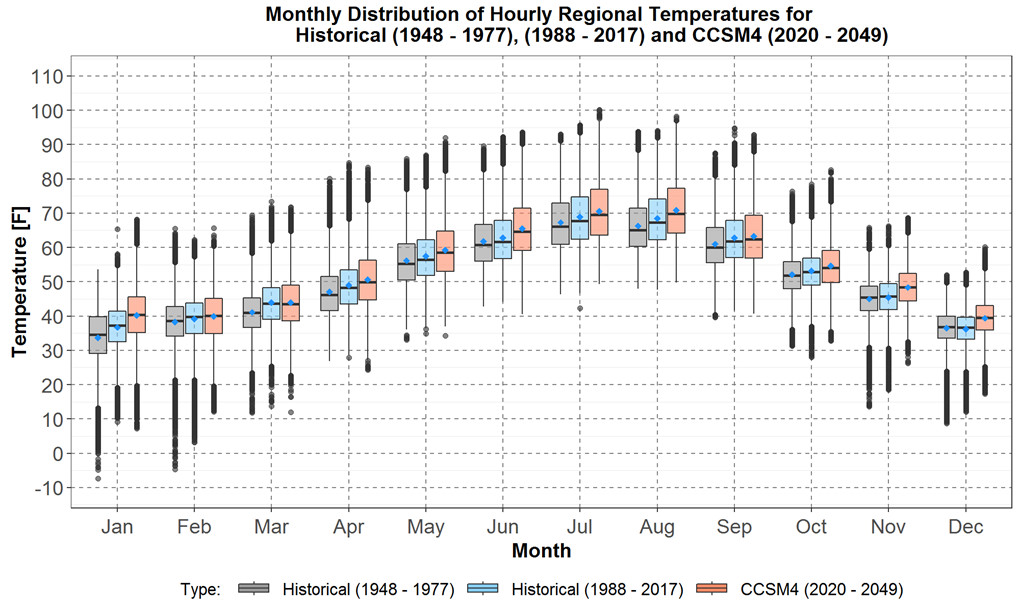 Monthly Distribution of Hourly Regional Temperatures for
Historical (1948 - 1977), (1988 - 2017) and CCSM4 (2020 - 2049)
Temperature [F]
110
100
90
80
70
60
50
40
30
20
10
0
-10
Jan Feb Mar Apr May Jun Jul Aug Sep Oct Nov Dec
Month
Type: Historical (1948 - 1977) Historical (1988 - 2017) CCSM4 (2020 - 2049)